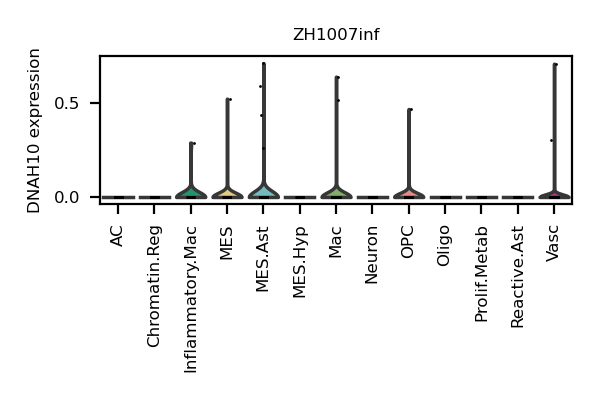 ZH1007inf
DNAH10 expression
0.5
0.0
AC
Chromatin.Reg
Inflammatory.Mac
MES
MES.Ast
MES.Hyp
Mac
Neuron
OPC
Oligo
Prolif.Metab
Reactive.Ast
Vasc